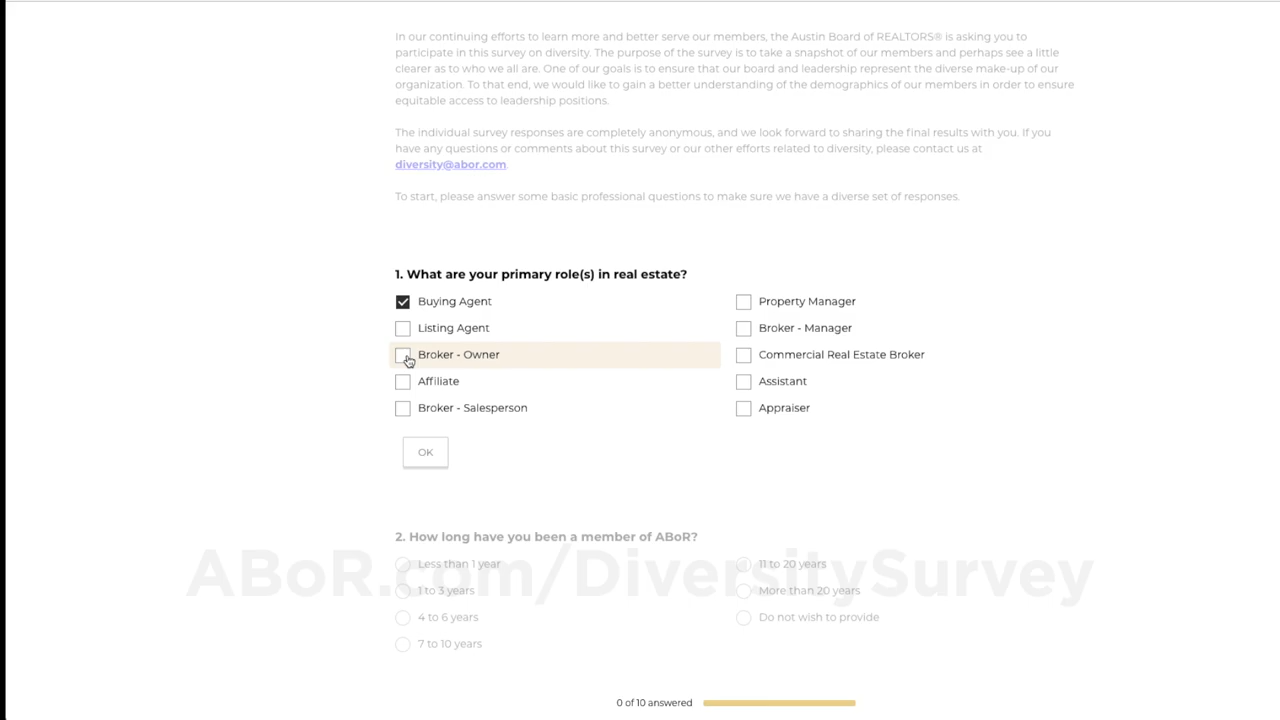 In our continuing efforts to learn more and better serve our members, the Austin Board of REALTORS® is asking you to
participate in this survey on diversity. The purpose of the survey is to take a snapshot of our members and perhaps see a little
clearer as to who we all are. One of our goals is to ensure that our board and leadership represent the diverse make-up of our
organization. To that end, we would like to gain a better understanding of the demographics of our members in order to ensure
equitable access to leadership positions.
The individual survey responses are completely anonymous, and we look forward to sharing the final results with you. If you
have any questions or comments about this survey or our other efforts related to diversity, please contact us at
diversity@abor.com.
To start, please answer some basic professional questions to make sure we have a diverse set of responses.
1. What are your primary role(s) in real estate?
Buying Agent
Listing Agent
Broker - Owner
Affiliate
Broker - Salesperson
Property Manager
Broker - Manager
Commercial Real Estate Broker
Assistant
Appraiser
OK
2. How long have you been a member of ABoR?
Less than 1 year
1 to 3 years
4 to 6 years
7 to 10 years
11 to 20 years
More than 20 years
Do not wish to provide
ABoR.com/DiversitySurvey
0 of 10 answered